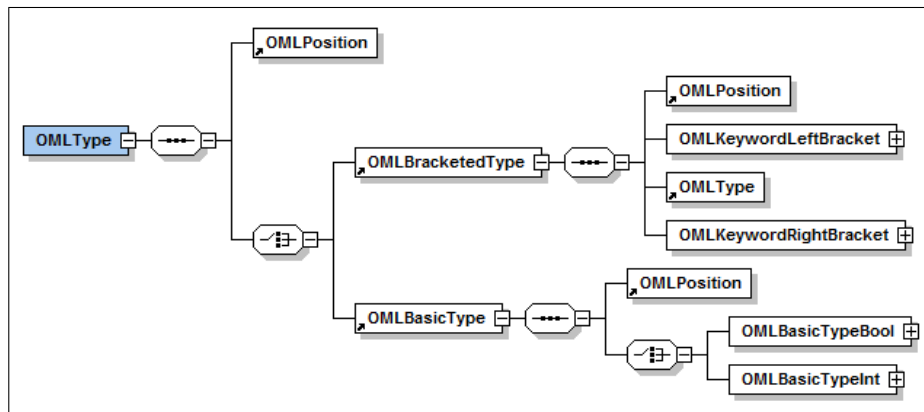 OMLPosition
OMLPosition
OMLType
OMLKeywordLeftBracket
OMLBracketedType
OMLType
OMLKeywordRightBracket
OMLPosition
OMLBasicType
OMLBasicTypeBool
OMLBasicTypeInt